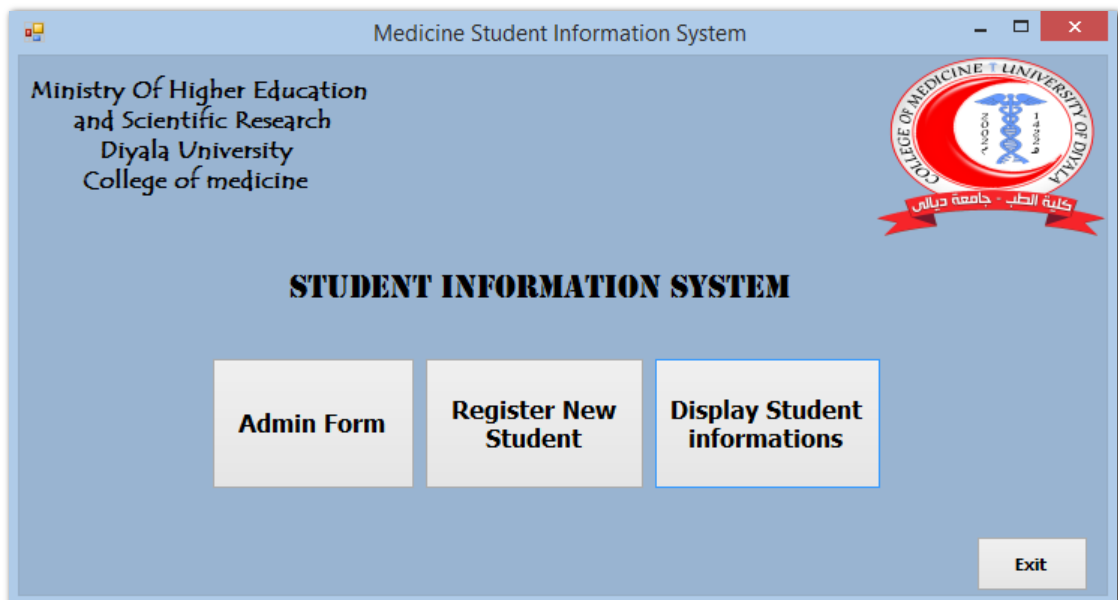 Medicine Student Information System
Ministry Of Higher Education
and Scientific Research
Diyala University
College of medicine
COLLEGE OF MEDICINE UNIVERSITY OF DIYALA
كلية الطب - جامعة ديالى
STUDENT INFORMATION SYSTEM
Admin Form
Register New
Student
Display Student
informations
Exit